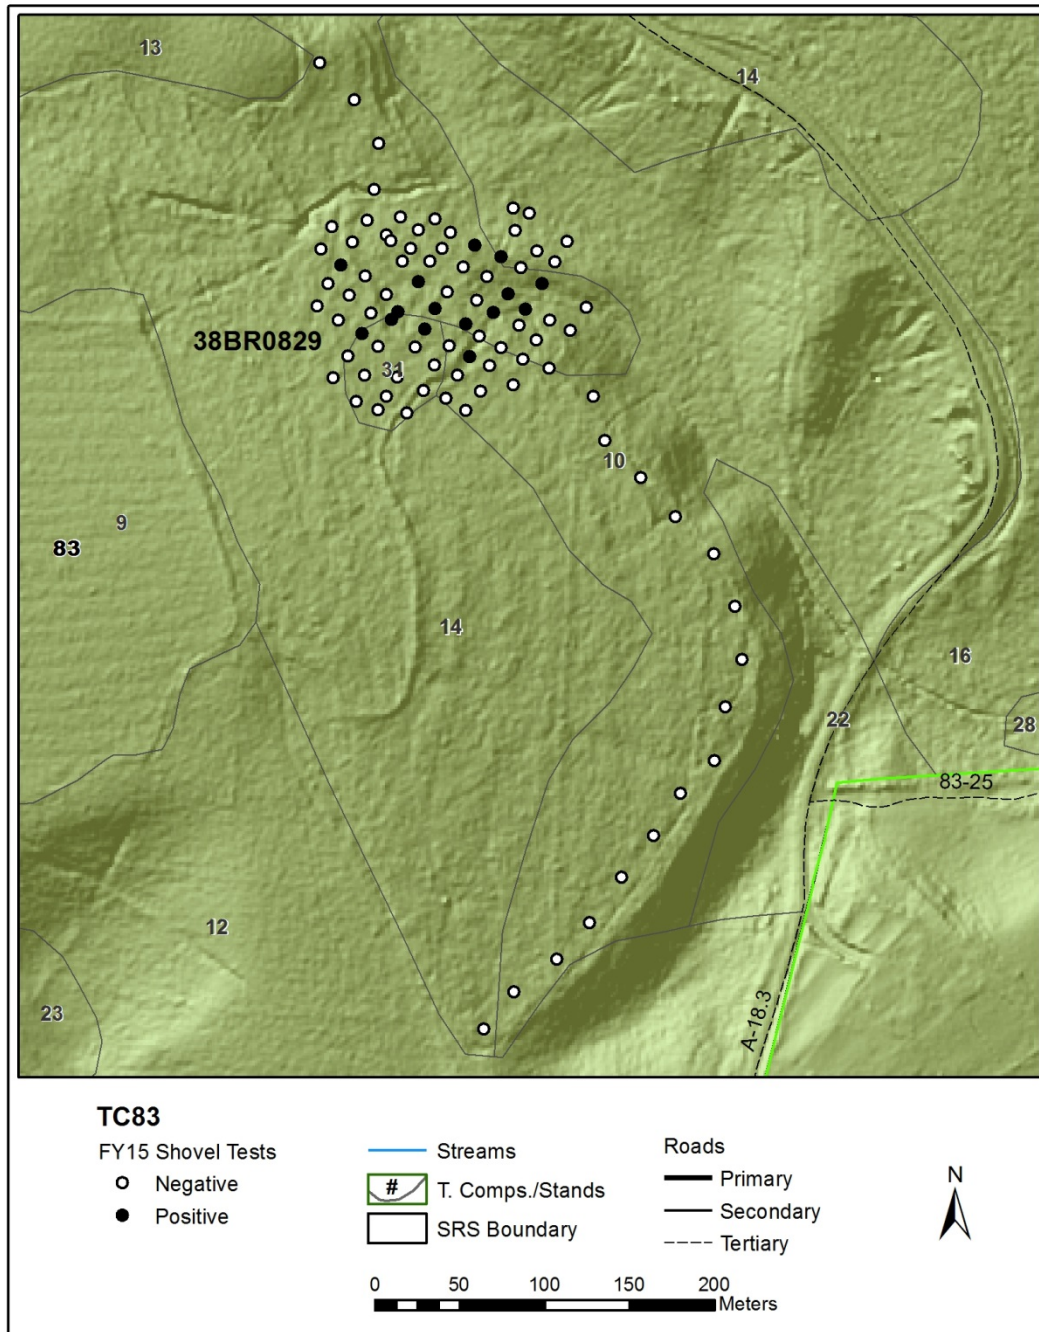 13
14
38BR0829
31
10
9
83
14
16
22
28
83-25
12
23
A-18.3
TC83
FY15 Shovel Tests
Negative
Positive
Streams
#
T. Comps./Stands
SRS Boundary
Roads
Primary
Secondary
Tertiary
N
0 50 100 150 200
Meters